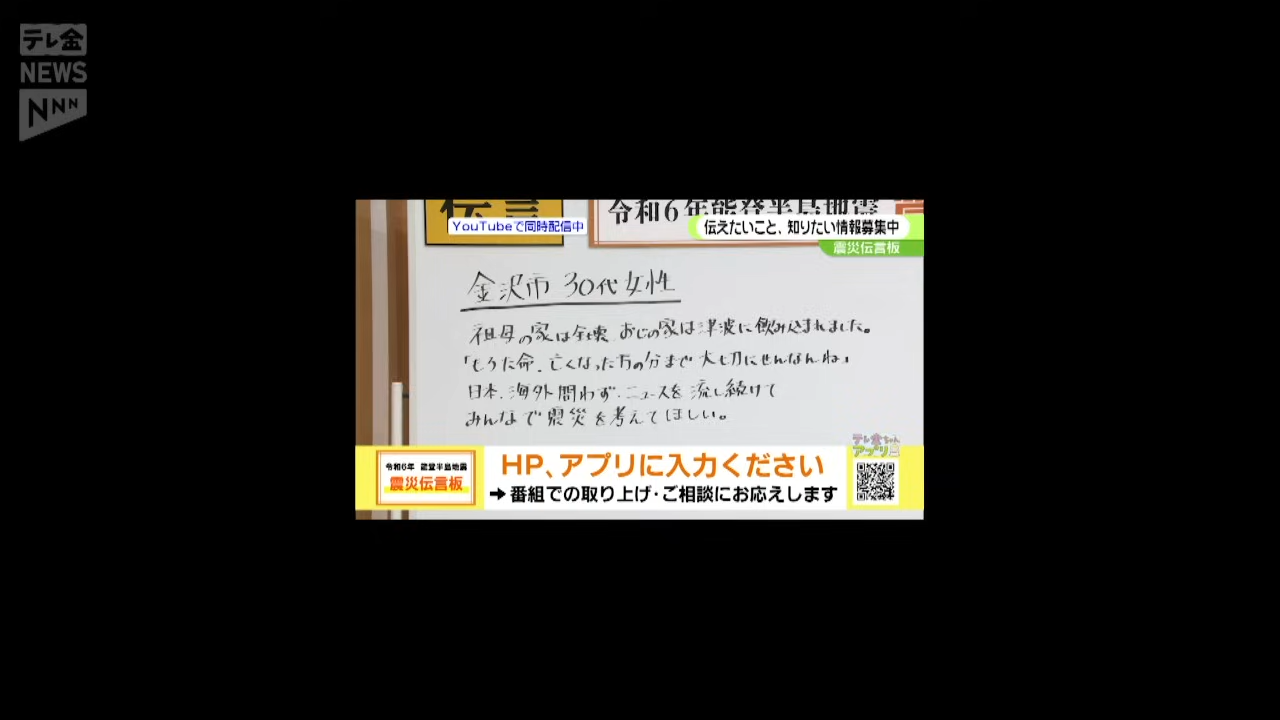 テレ金
NEWS
NNN
伝言
令和6年能登半島地震
YouTubeで同時配信中
伝えたいこと、知りたい情報募集中
震災伝言板
金沢市 30代女性
祖母の家は全壊 おじの家は津波に飲み込まれました。
「もろた命、亡くなった方の分まで 大切にせんなんね」
日本、海外問わず、ニュースを 流し続けて
みんなで震災を考えてほしい。
テレ金ちゃん
アプリ
令和6年 能登半島地震
震災伝言板
HP、アプリに入力ください
➡番組での取り上げ・ご相談にお応えします